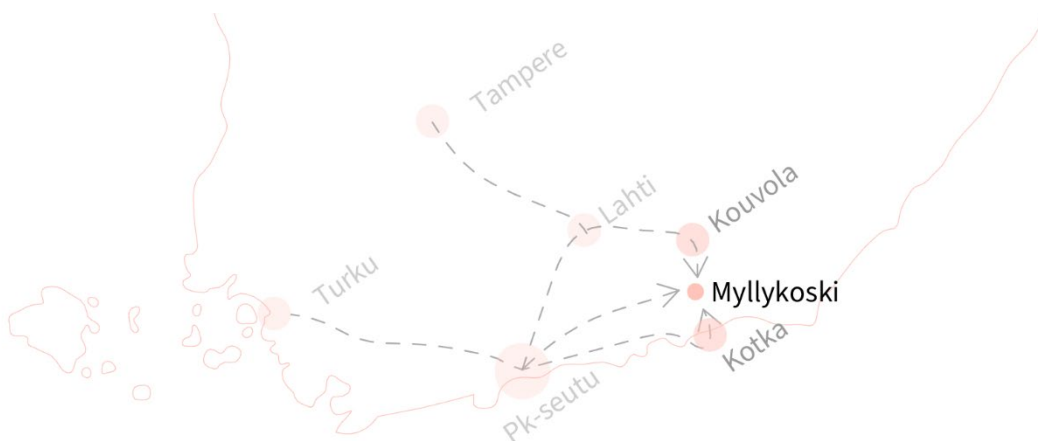 Tampere
Lahti
Kouvola
Turku
Myllykoski
Kotka
Pk-seutu